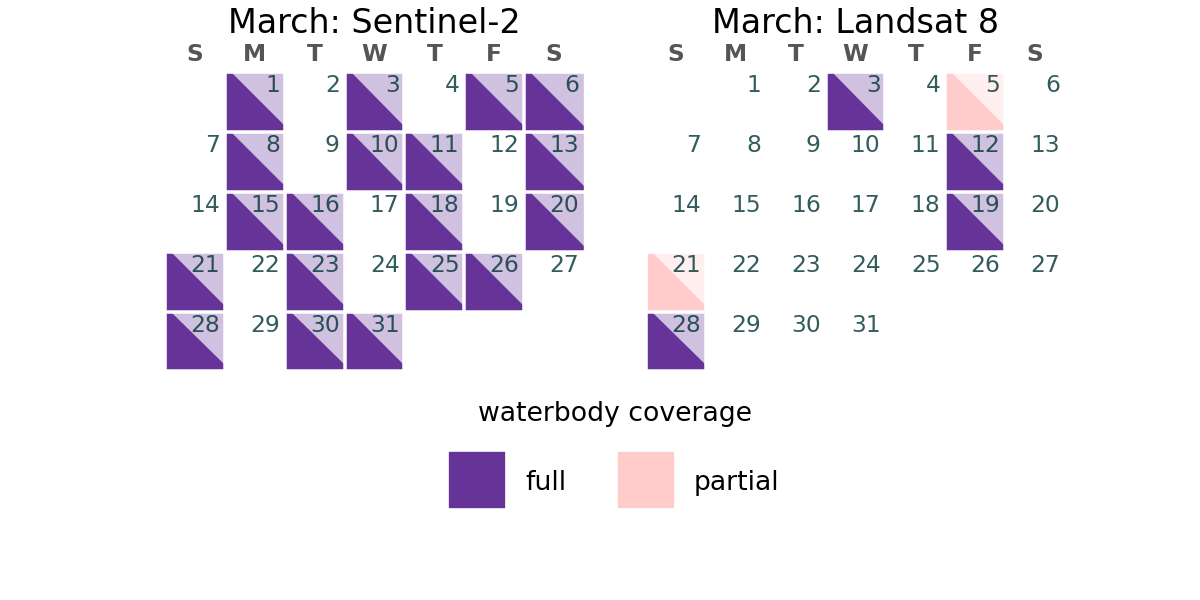 March: Sentinel-2
S M T W T F S
1 2 3 4 5 6
7 8 9 10 11 12 13
14 15 16 17 18 19 20
21 22 23 24 25 26 27
28 29 30 31
March: Landsat 8
S M T W T F S
1 2 3 4 5 6
7 8 9 10 11 12 13
14 15 16 17 18 19 20
21 22 23 24 25 26 27
28 29 30 31
waterbody coverage
full
partial